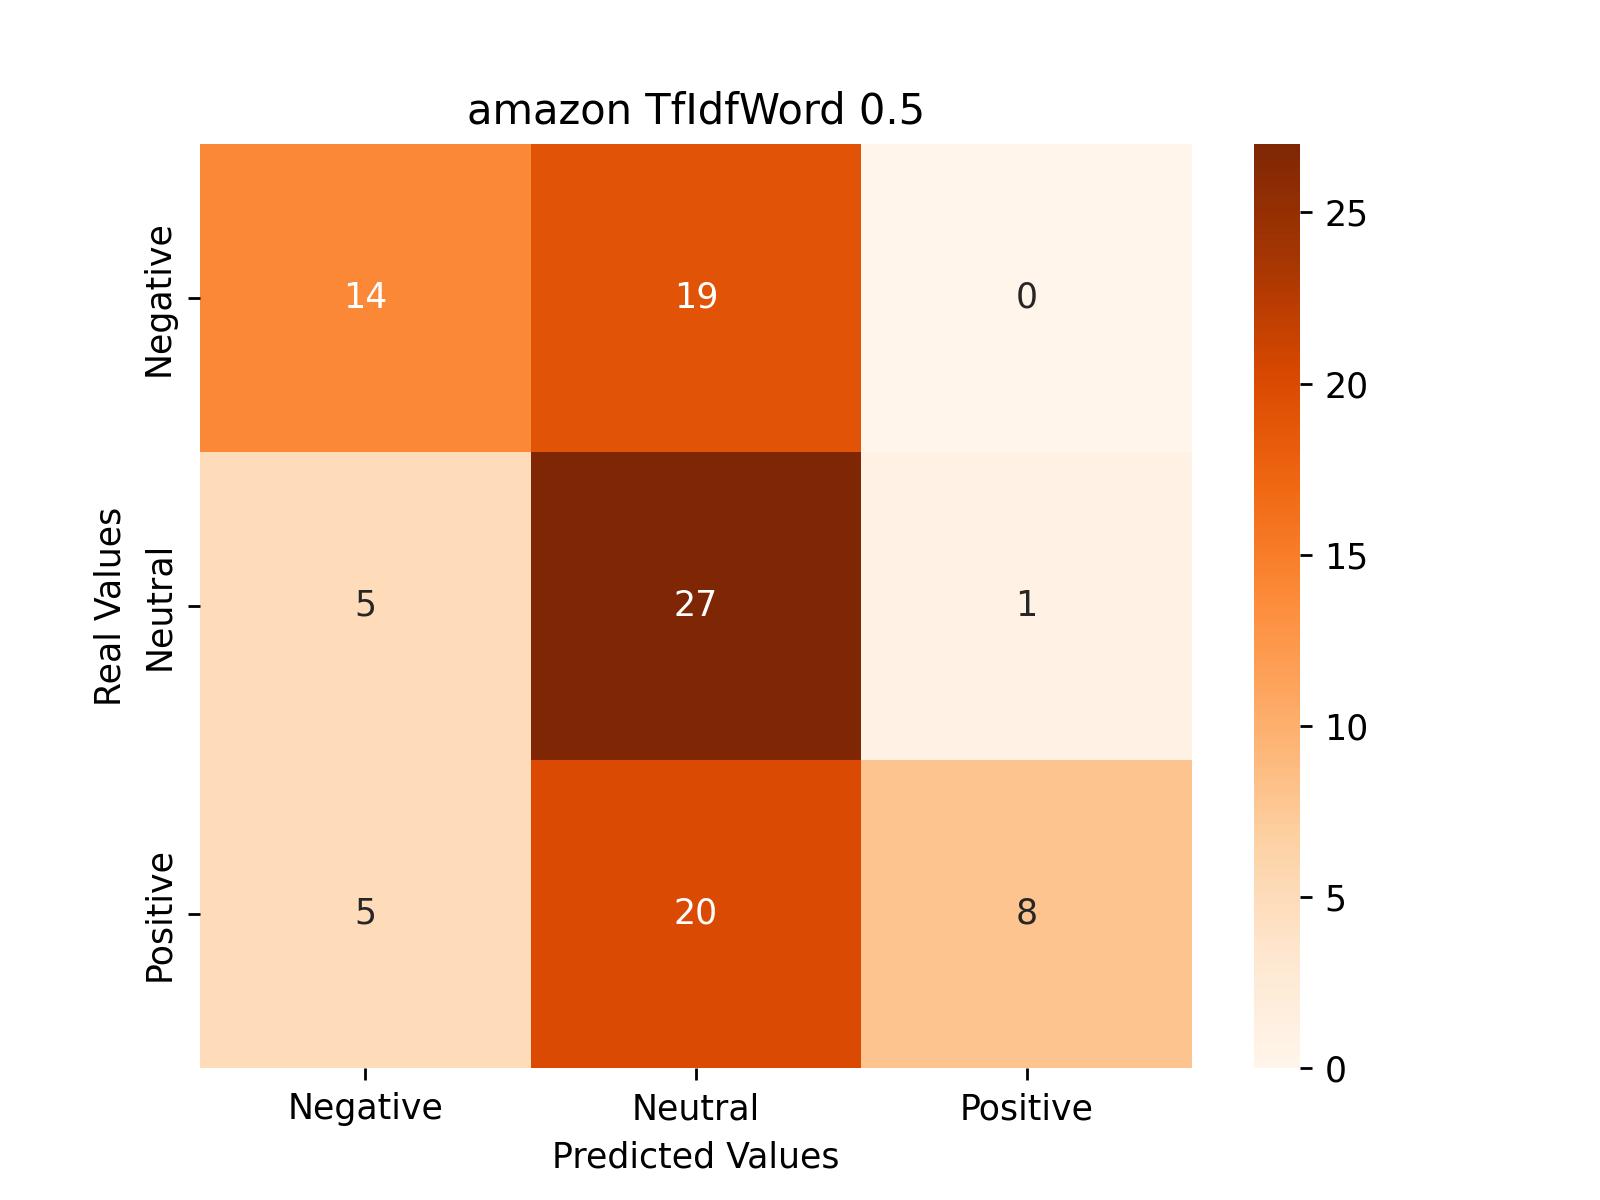 amazon TfIdfWord 0.5
Real Values
Negative
14 19 0
Neutral
5 27 1
Positive
5 20 8
Negative Neutral Positive
Predicted Values
25
20
15
10
5
0